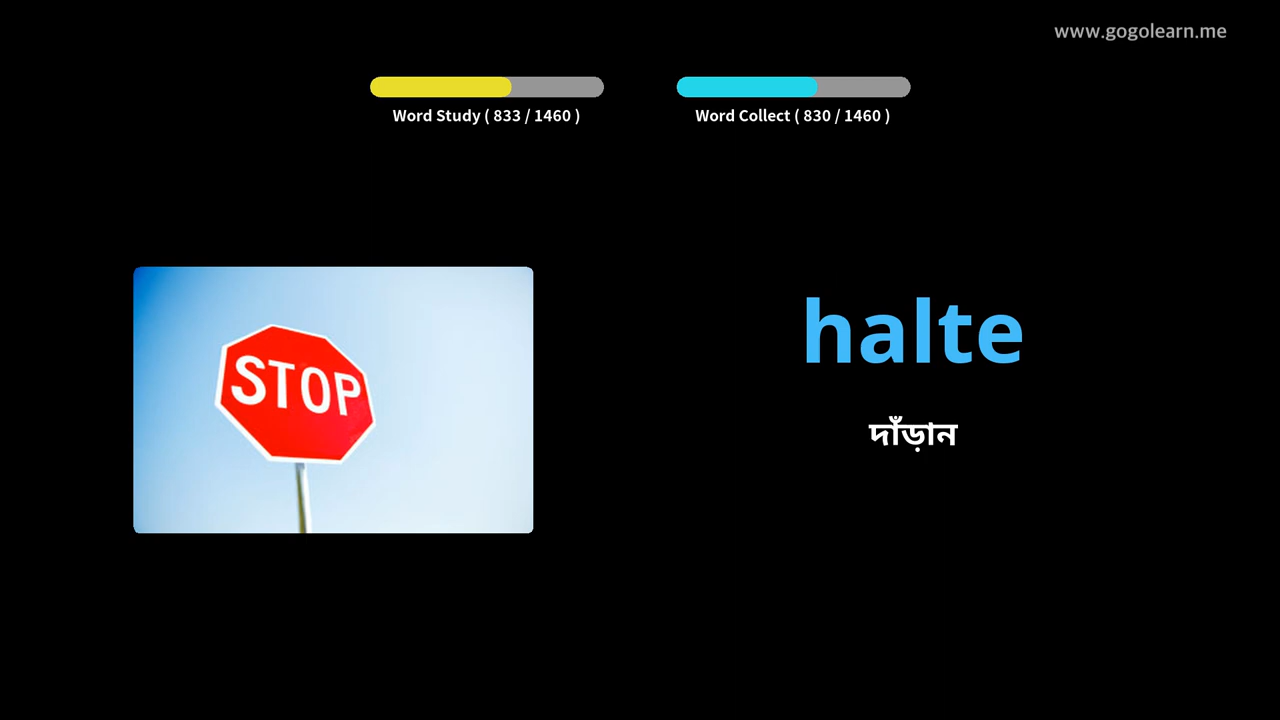 www.gogolearn.me
Word Study ( 833 / 1460 )
Word Collect ( 830 / 1460 )
STOP
halte
দাঁড়ান